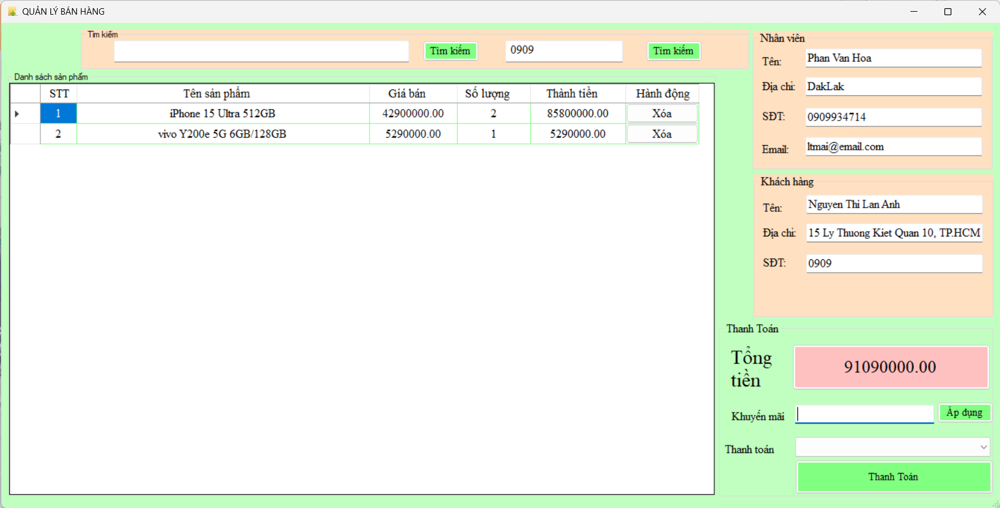 QUẢN LÝ BÁN HÀNG
Tìm kiếm
Tìm kiếm 0909 Tìm kiếm
Danh sách sản phẩm
STT Tên sản phẩm Giá bán Số lượng Thành tiền Hành động
1 iPhone 15 Ultra 512GB 42900000.00 2 85800000.00 Xóa
2 vivo Y200e 5G 6GB/128GB 5290000.00 1 5290000.00 Xóa
Nhân viên
Tên: Phan Van Hoa
Địa chỉ: DakLak
SĐT: 0909934714
Email: ltmai@email.com
Khách hàng
Tên: Nguyen Thi Lan Anh
Địa chỉ: 15 Ly Thuong Kiet Quan 10, TP.HCM
SĐT: 0909
Thanh Toán
Tổng tiền 91090000.00
Khuyến mãi Áp dụng
Thanh toán
Thanh Toán